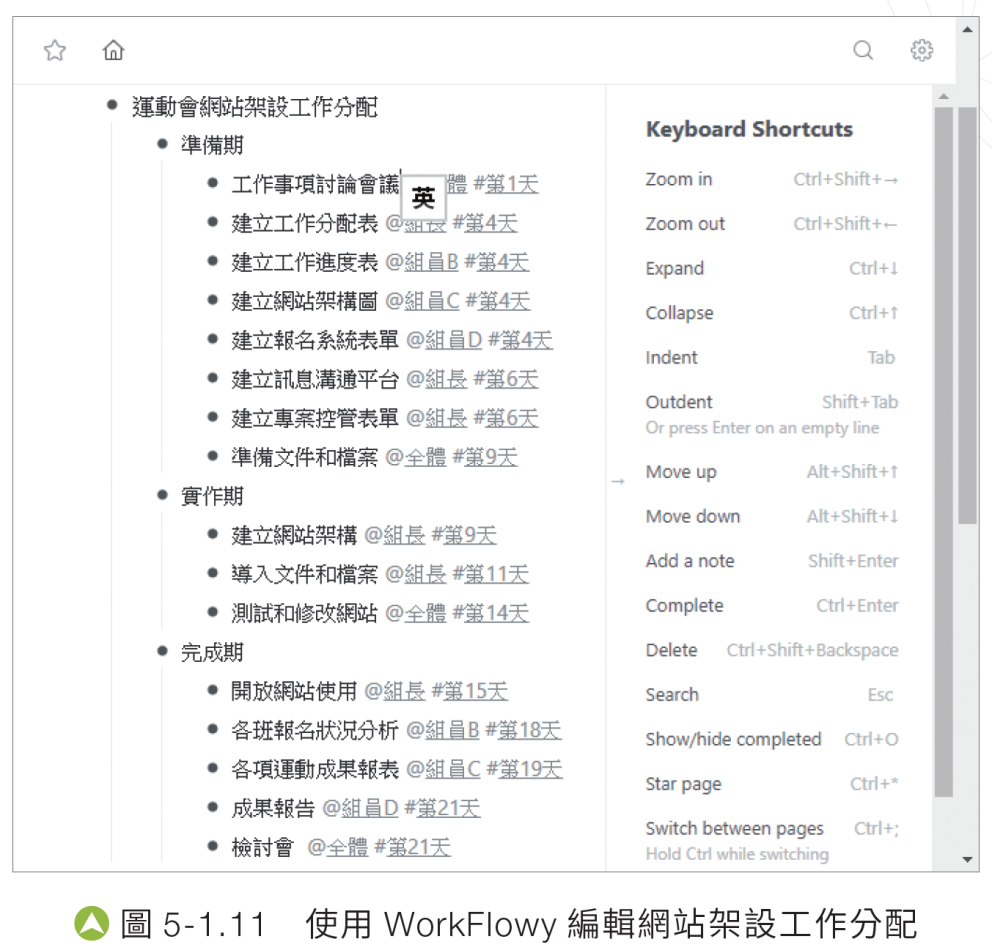 運動會網站架設工作分配
準備期
工作事項討論會議 英 體 #第1天
建立工作分配表 @組長 #第4天
建立工作進度表 @組員B #第4天
建立網站架構圖 @組員C #第4天
建立報名系統表單 @組員D #第4天
建立訊息溝通平台 @組長 #第6天
建立專案控管表單 @組長 #第6天
準備文件和檔案 @全體 #第9天
實作期
建立網站架構 @組長 #第9天
導入文件和檔案 @組長 #第11天
測試和修改網站 @全體 #第14天
完成期
開放網站使用 @組長 #第15天
各班報名狀況分析 @組員B #第18天
各項運動成果報表 @組員C #第19天
成果報告 @組員D #第21天
檢討會 @全體 #第21天
Keyboard Shortcuts
Zoom in Ctrl+Shift+→
Zoom out Ctrl+Shift+←
Expand Ctrl+↓
Collapse Ctrl+↑
Indent Tab
Outdent Shift+Tab
Or press Enter on an empty line
→
Move up Alt+Shift+↑
Move down Alt+Shift+↓
Add a note Shift+Enter
Complete Ctrl+Enter
Delete Ctrl+Shift+Backspace
Search Esc
Show/hide completed Ctrl+O
Star page Ctrl+*
Switch between pages Ctrl+;
Hold Ctrl while switching
圖 5-1.11 使用 WorkFlowy 編輯網站架設工作分配